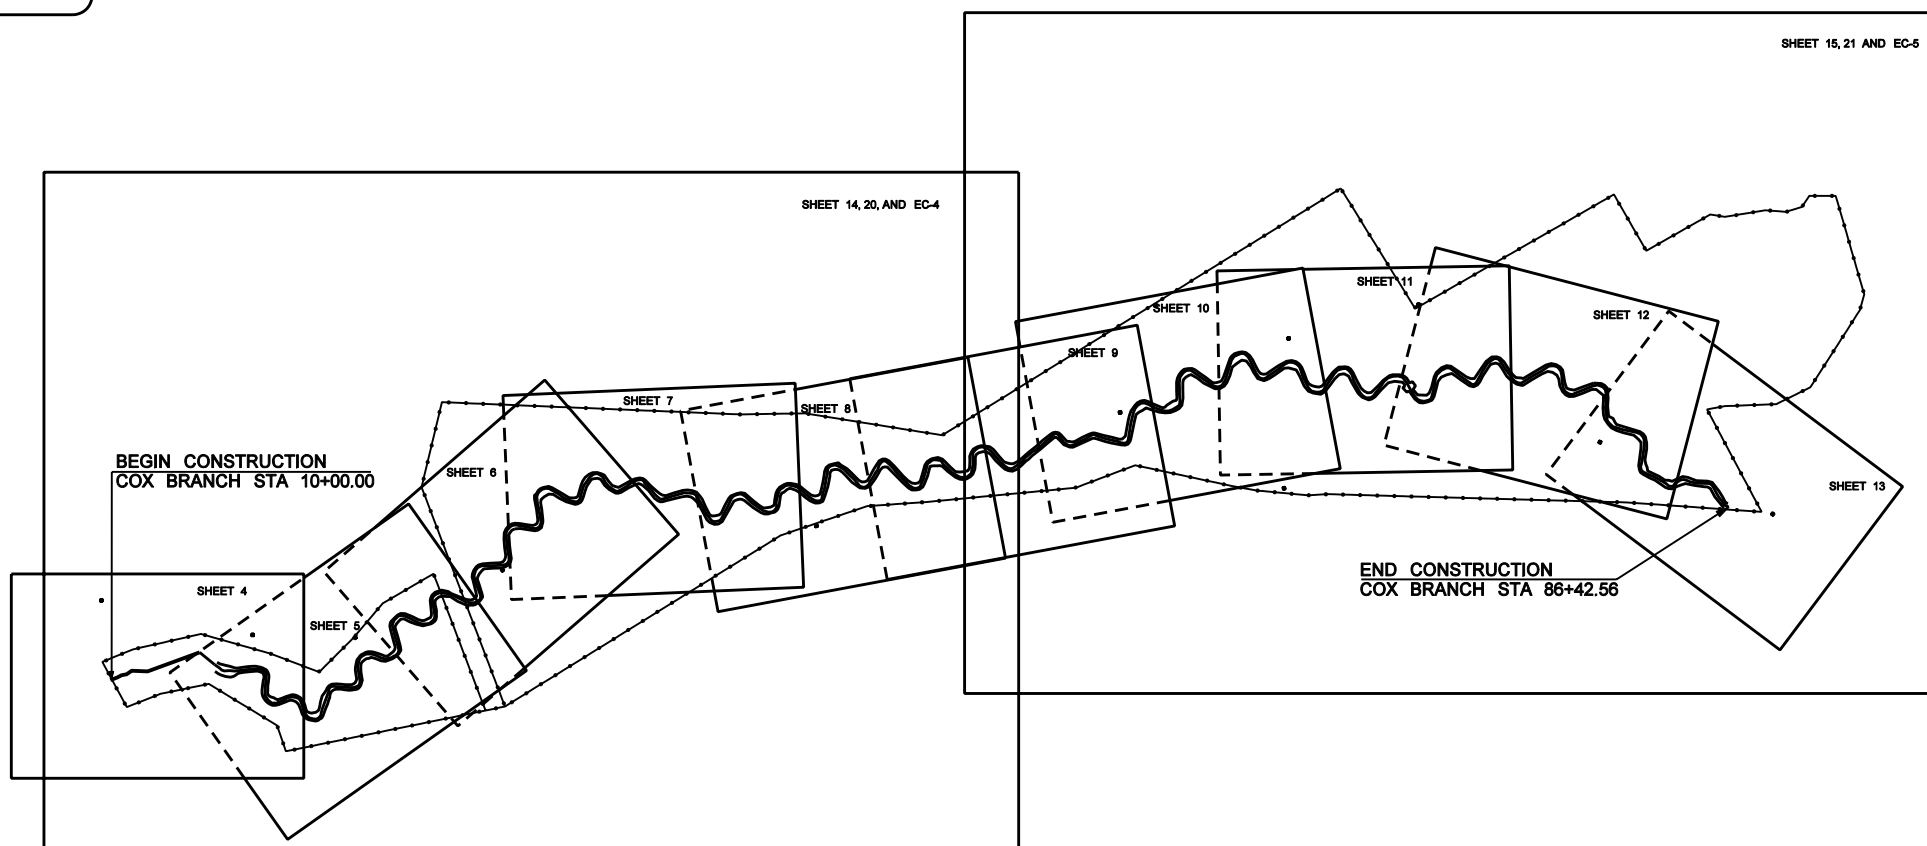 SHEET 15, 21 AND EC-5
SHEET 14, 20, AND EC-4
SHEET 11
SHEET 10
SHEET 12
SHEET 9
SHEET 7
SHEET 8
BEGIN CONSTRUCTION
COX BRANCH STA 10+00.00
SHEET 6
SHEET 13
END CONSTRUCTION
COX BRANCH STA 86+42.56
SHEET 4
SHEET 5